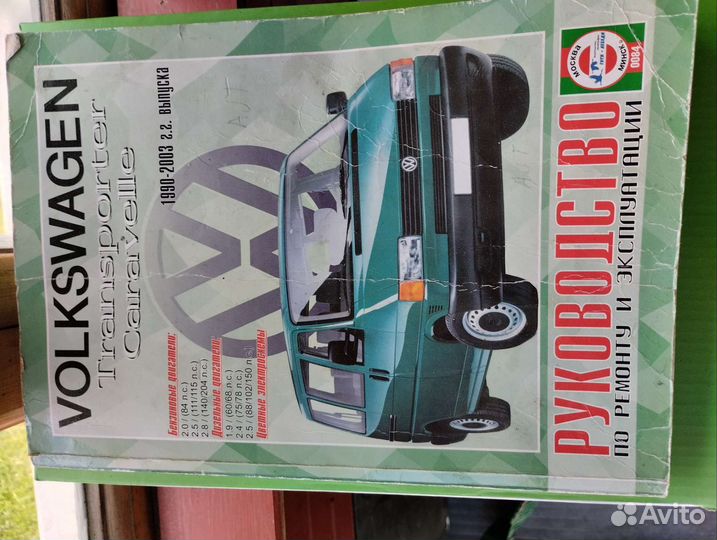 VOLKSWAGEN
Transporter
Caravelle
1990-2003 г.г. выпуска
Бензиновые двигатели:
2.0 / (84 л.с.)
2.5 / (111/115 л.с.)
2.8 / (140/204 л.с.)
Дизельные двигатели:
1.9 / (60/68 л.с.)
2.4 / (75/78 л.с.)
2.5 / (88/102/150 л.с.)
Цветные электросхемы
РУКОВОДСТВО
ПО РЕМОНТУ И ЭКСПЛУАТАЦИИ
МОСКВА
МИНСК
0084
Avito